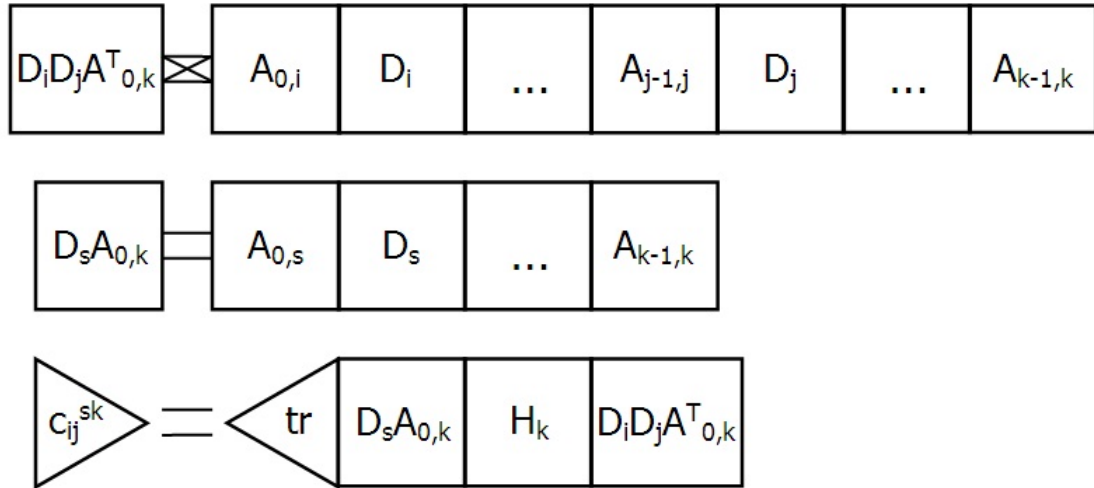 DᵢDⱼAᵀ₀,ₖ A₀,ᵢ Dᵢ ... Aⱼ₋₁,ⱼ Dⱼ ... Aₖ₋₁,ₖ
DₛA₀,ₖ = A₀,ₛ Dₛ ... Aₖ₋₁,ₖ
cᵢⱼˢᵏ = tr DₛA₀,ₖ Hₖ DᵢDⱼAᵀ₀,ₖ